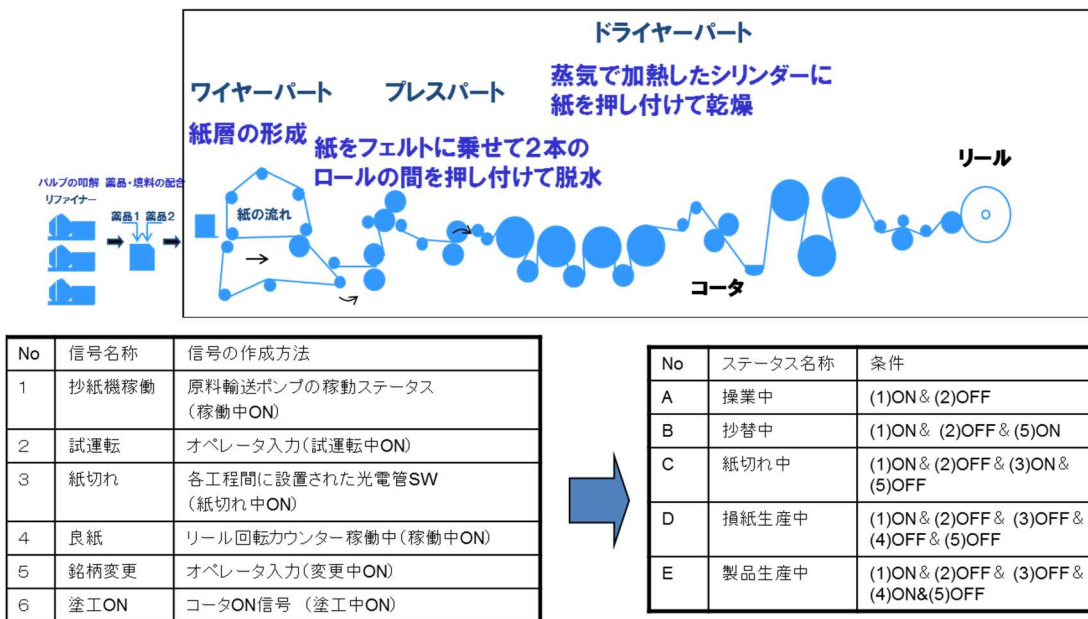 ドライヤーパート
蒸気で加熱したシリンダーに
紙を押し付けて乾燥
ワイヤーパート
プレスパート
紙層の形成
紙をフェルトに乗せて2本の
ロールの間を押し付けて脱水
リール
パルプの叩解 薬品・填料の配合
リファイナー
薬品1 薬品2
紙の流れ
コータ
No 信号名称 信号の作成方法
1 抄紙機稼働 原料輸送ポンプの稼動ステータス
(稼働中ON)
2 試運転 オペレータ入力(試運転中ON)
3 紙切れ 各工程間に設置された光電管SW
(紙切れ中ON)
4 良紙 リール回転カウンター稼働中(稼働中ON)
5 銘柄変更 オペレータ入力(変更中ON)
6 塗工ON コータON信号 (塗工中ON)
No ステータス名称 条件
A 操業中 (1)ON&(2)OFF
B 抄替中 (1)ON& (2)OFF&(5)ON
C 紙切れ中 (1)ON&(2)OFF&(3)ON&
(5)OFF
D 損紙生産中 (1)ON&(2)OFF& (3)OFF&
(4)OFF&(5)OFF
E 製品生産中 (1)ON&(2)OFF& (3)OFF&
(4)ON&(5)OFF